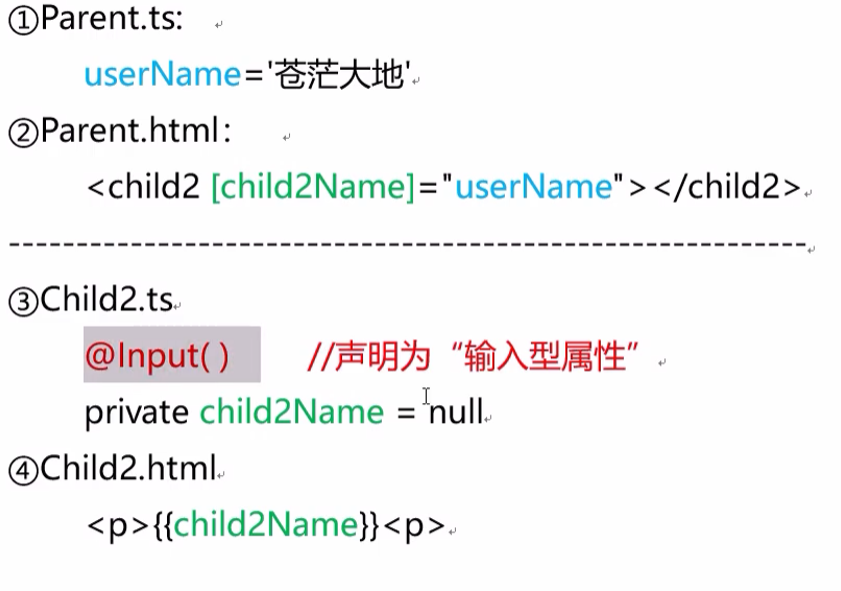 ①Parent.ts:
userName='苍茫大地'
②Parent.html:
<child2 [child2Name]="userName"></child2>
-----------------------------------------------------------
③Child2.ts
@Input( ) //声明为“输入型属性”
private child2Name = null
④Child2.html
<p>{{child2Name}}<p>